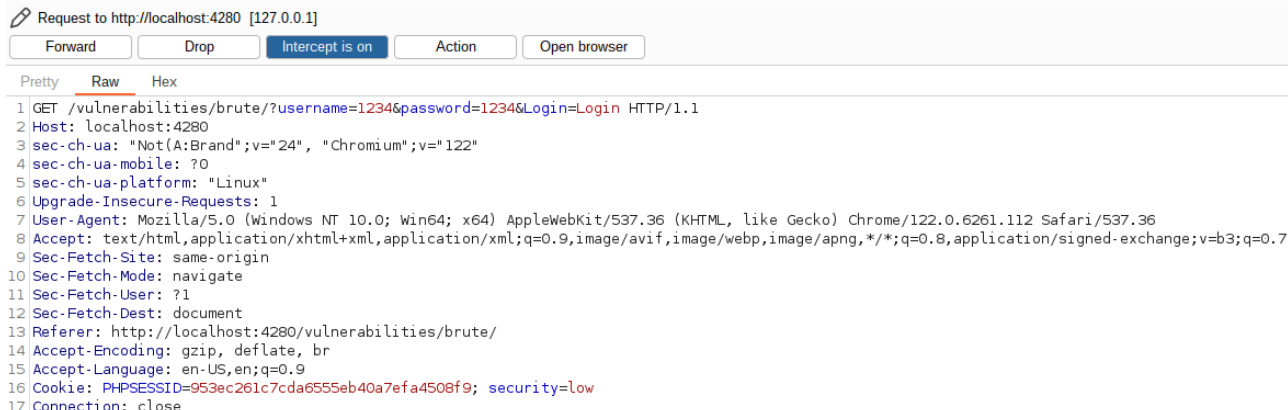 Request to http://localhost:4280 [127.0.0.1]
Forward Drop Intercept is on Action Open browser
Pretty Raw Hex
1 GET /vulnerabilities/brute/?username=1234&password=1234&Login=Login HTTP/1.1
2 Host: localhost:4280
3 sec-ch-ua: "Not(A:Brand";v="24", "Chromium";v="122"
4 sec-ch-ua-mobile: ?0
5 sec-ch-ua-platform: "Linux"
6 Upgrade-Insecure-Requests: 1
7 User-Agent: Mozilla/5.0 (Windows NT 10.0; Win64; x64) AppleWebKit/537.36 (KHTML, like Gecko) Chrome/122.0.6261.112 Safari/537.36
8 Accept: text/html,application/xhtml+xml,application/xml;q=0.9,image/avif,image/webp,image/apng,*/*;q=0.8,application/signed-exchange;v=b3;q=0.7
9 Sec-Fetch-Site: same-origin
10 Sec-Fetch-Mode: navigate
11 Sec-Fetch-User: ?1
12 Sec-Fetch-Dest: document
13 Referer: http://localhost:4280/vulnerabilities/brute/
14 Accept-Encoding: gzip, deflate, br
15 Accept-Language: en-US,en;q=0.9
16 Cookie: PHPSESSID=953ec261c7cda6555eb40a7efa4508f9; security=low
17 Connection: close